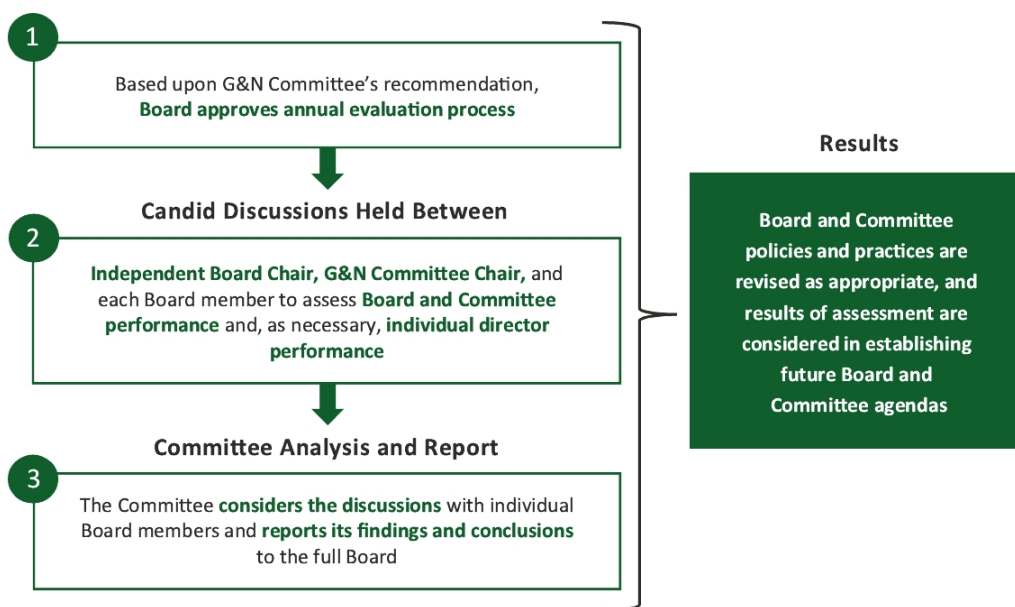 1
Based upon G&N Committee's recommendation,
Board approves annual evaluation process
Candid Discussions Held Between
2
Independent Board Chair, G&N Committee Chair, and
each Board member to assess Board and Committee
performance and, as necessary, individual director
performance
Committee Analysis and Report
3
The Committee considers the discussions with individual
Board members and reports its findings and conclusions
to the full Board
Results
Board and Committee
policies and practices are
revised as appropriate, and
results of assessment are
considered in establishing
future Board and
Committee agendas